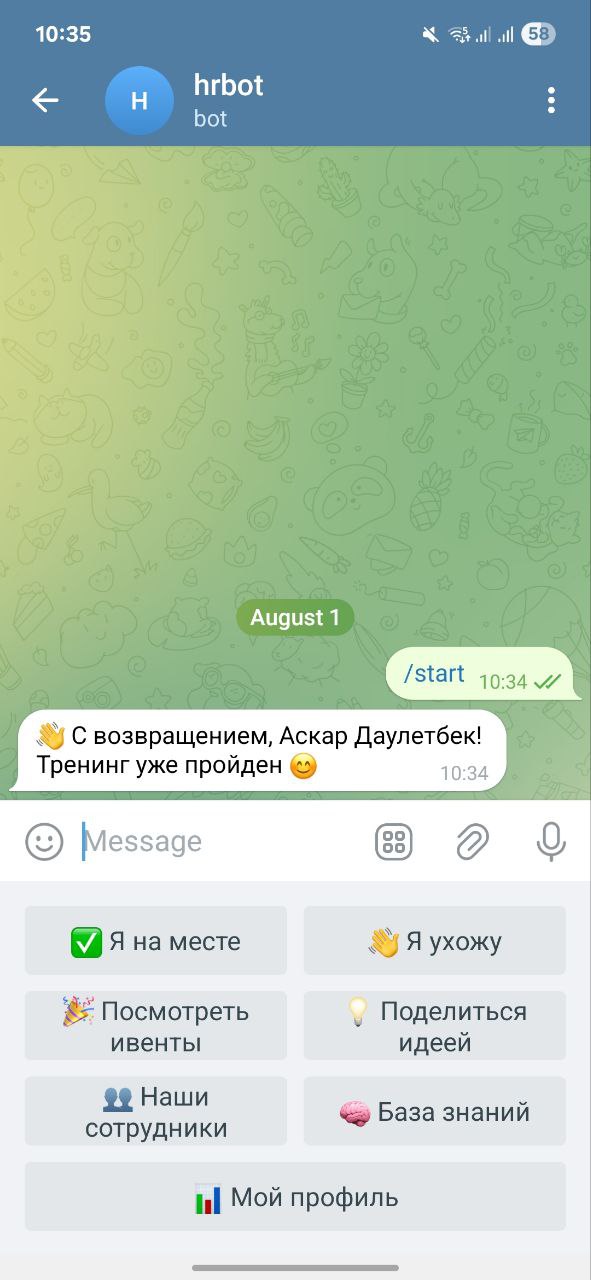 10:35
58
H
hrbot
bot
August 1
/start 10:34
👋 С возвращением, Аскар Даулетбек!
Тренинг уже пройден 😊 10:34
Message
✅ Я на месте
👋 Я ухожу
🎉 Посмотреть
ивенты
💡 Поделиться
идеей
👥 Наши
сотрудники
🧠 База знаний
📊 Мой профиль